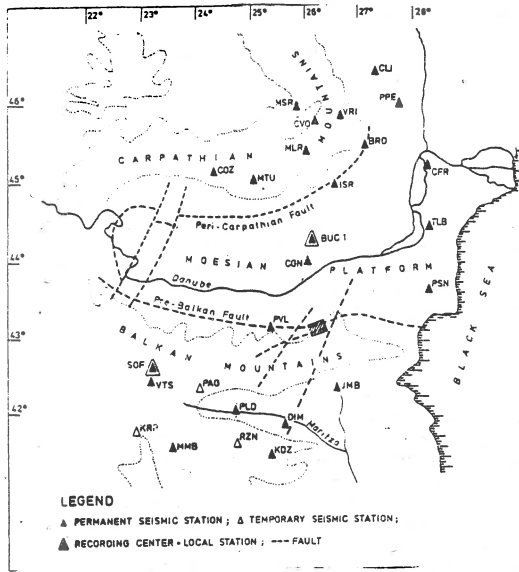 22° 23° 24° 25° 26° 27° 28°
CLJ
MSR
PPE
46°
CVO
VRI
MOUNTAINS
MLR
BRD
CARPATHIAN
COZ
MTU
ISR
CFR
45°
Peri-Carpathian Fault
BUC 1
TLB
MOESIAN
CGN
PLATFORM
44°
Danube
PSN
Pre-Balkan Fault
PVL
BLACK SEA
43°
BALKAN
MOUNTAINS
SOF
VTS
PAG
JMB
42°
PLD
DIM
Maritza
KRP
MMB
RZN
KDZ
LEGEND
▲ PERMANENT SEISMIC STATION ; △ TEMPORARY SEISMIC STATION ;
▲ RECORDING CENTER - LOCAL STATION ; --- FAULT